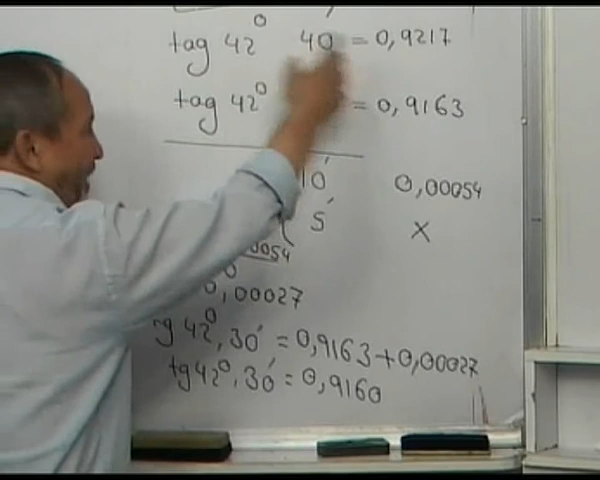 tag 42° 40' = 0,9217
tag 42° = 0,9163
10' 0,00054
5' X
0054
0,00027
g 42°,30' = 0,9163+0,00027
tg 42°,30' = 0,9160